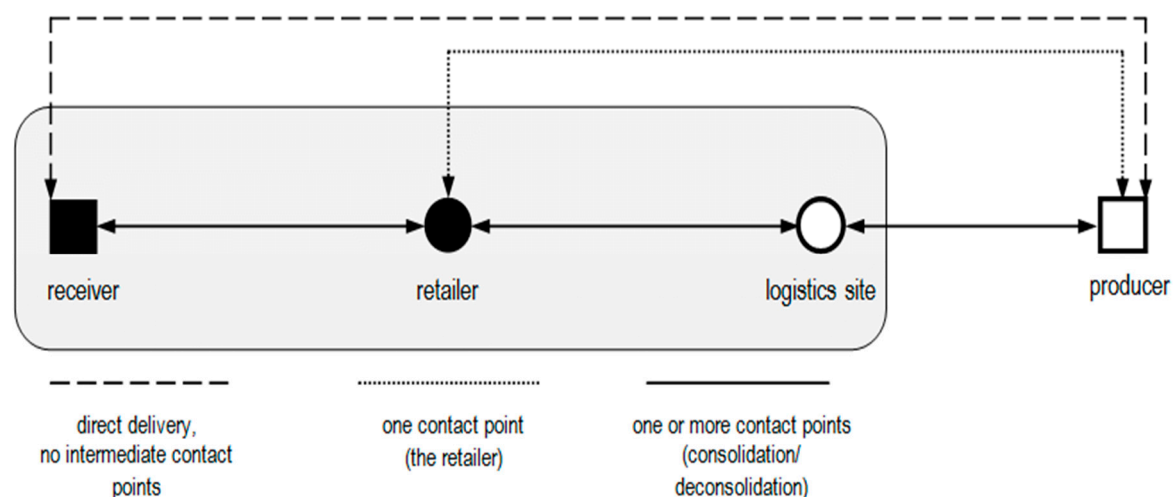 receiver
retailer
logistics site
producer
direct delivery,
no intermediate contact
points
one contact point
(the retailer)
one or more contact points
(consolidation/
deconsolidation)